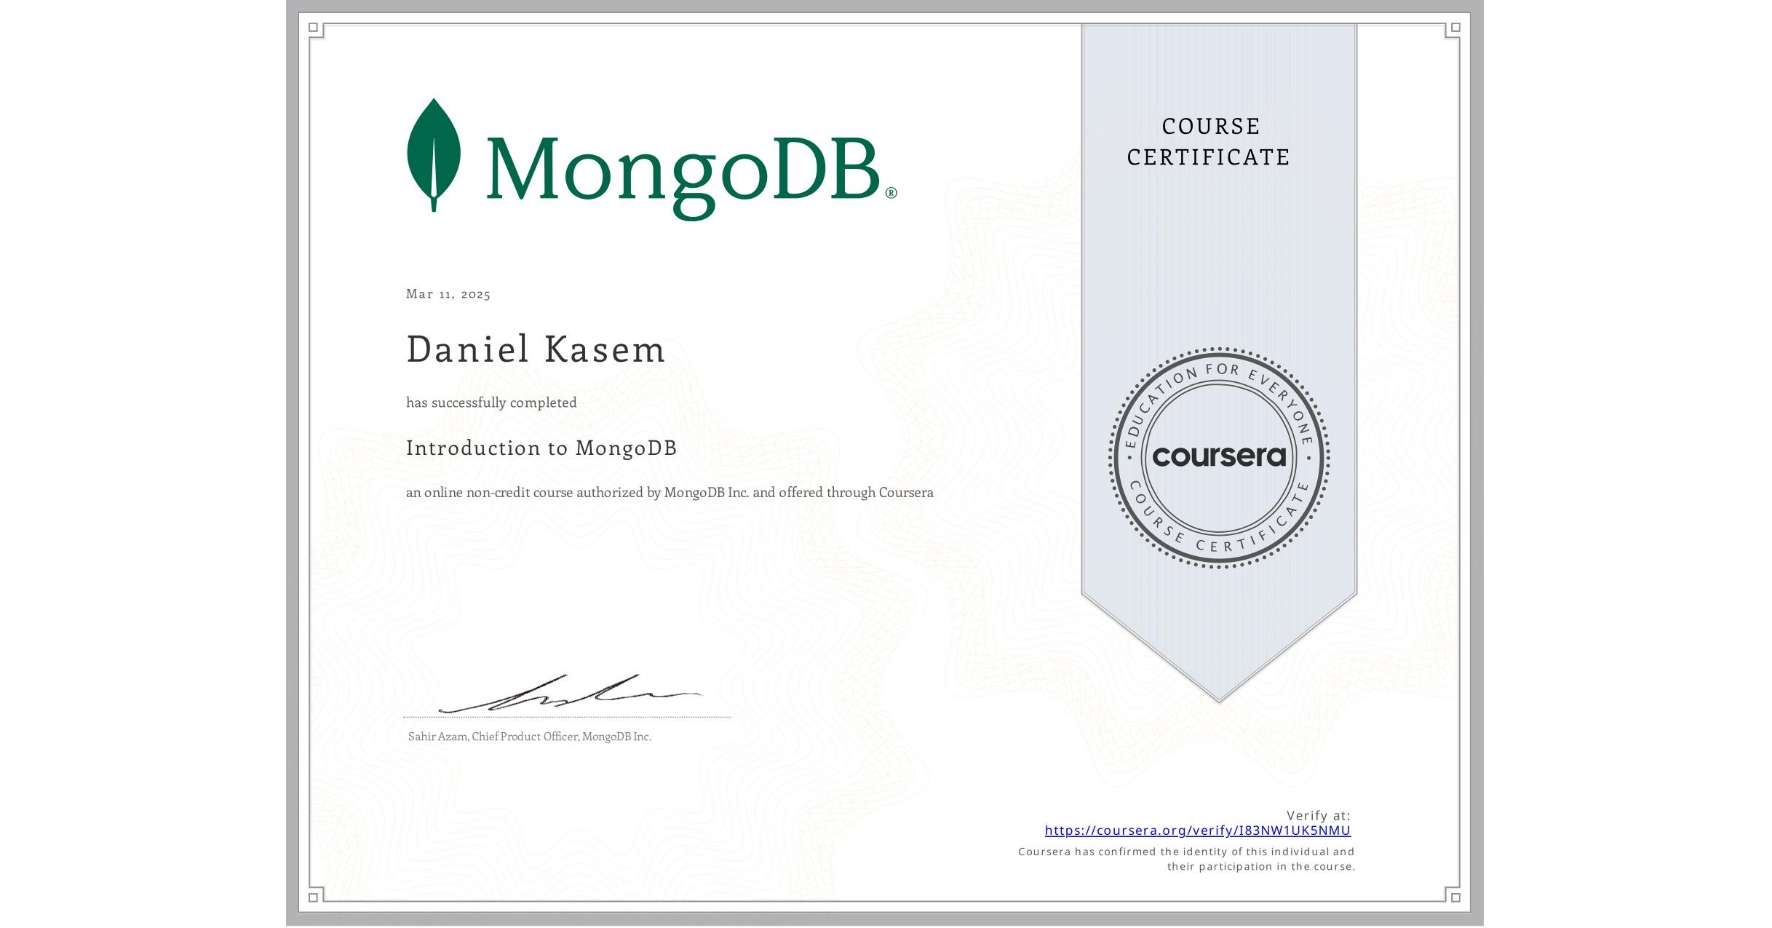 MongoDB®
COURSE
CERTIFICATE
Mar 11, 2025
Daniel Kasem
has successfully completed
Introduction to MongoDB
an online non-credit course authorized by MongoDB Inc. and offered through Coursera
EDUCATION FOR EVERYONE
coursera
COURSE CERTIFICATE
Sahir Azam, Chief Product Officer, MongoDB Inc.
Verify at:
https://coursera.org/verify/I83NW1UK5NMU
Coursera has confirmed the identity of this individual and
their participation in the course.